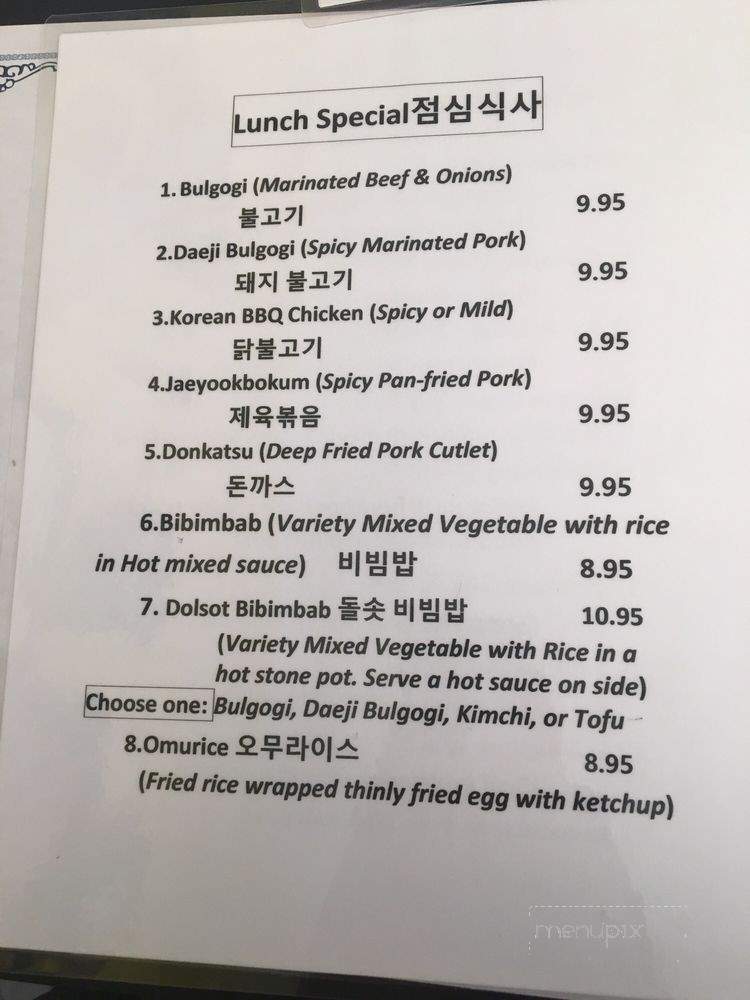 Lunch Special점심식사
1. Bulgogi (Marinated Beef & Onions)
불고기 9.95
2.Daeji Bulgogi (Spicy Marinated Pork)
돼지 불고기 9.95
3.Korean BBQ Chicken (Spicy or Mild)
닭불고기 9.95
4.Jaeyookbokum (Spicy Pan-fried Pork)
제육볶음 9.95
5.Donkatsu (Deep Fried Pork Cutlet)
돈까스 9.95
6.Bibimbab (Variety Mixed Vegetable with rice
in Hot mixed sauce) 비빔밥 8.95
7. Dolsot Bibimbab 돌솟 비빔밥 10.95
(Variety Mixed Vegetable with Rice in a
hot stone pot. Serve a hot sauce on side)
Choose one: Bulgogi, Daeji Bulgogi, Kimchi, or Tofu
8.Omurice 오무라이스 8.95
(Fried rice wrapped thinly fried egg with ketchup)
menupix